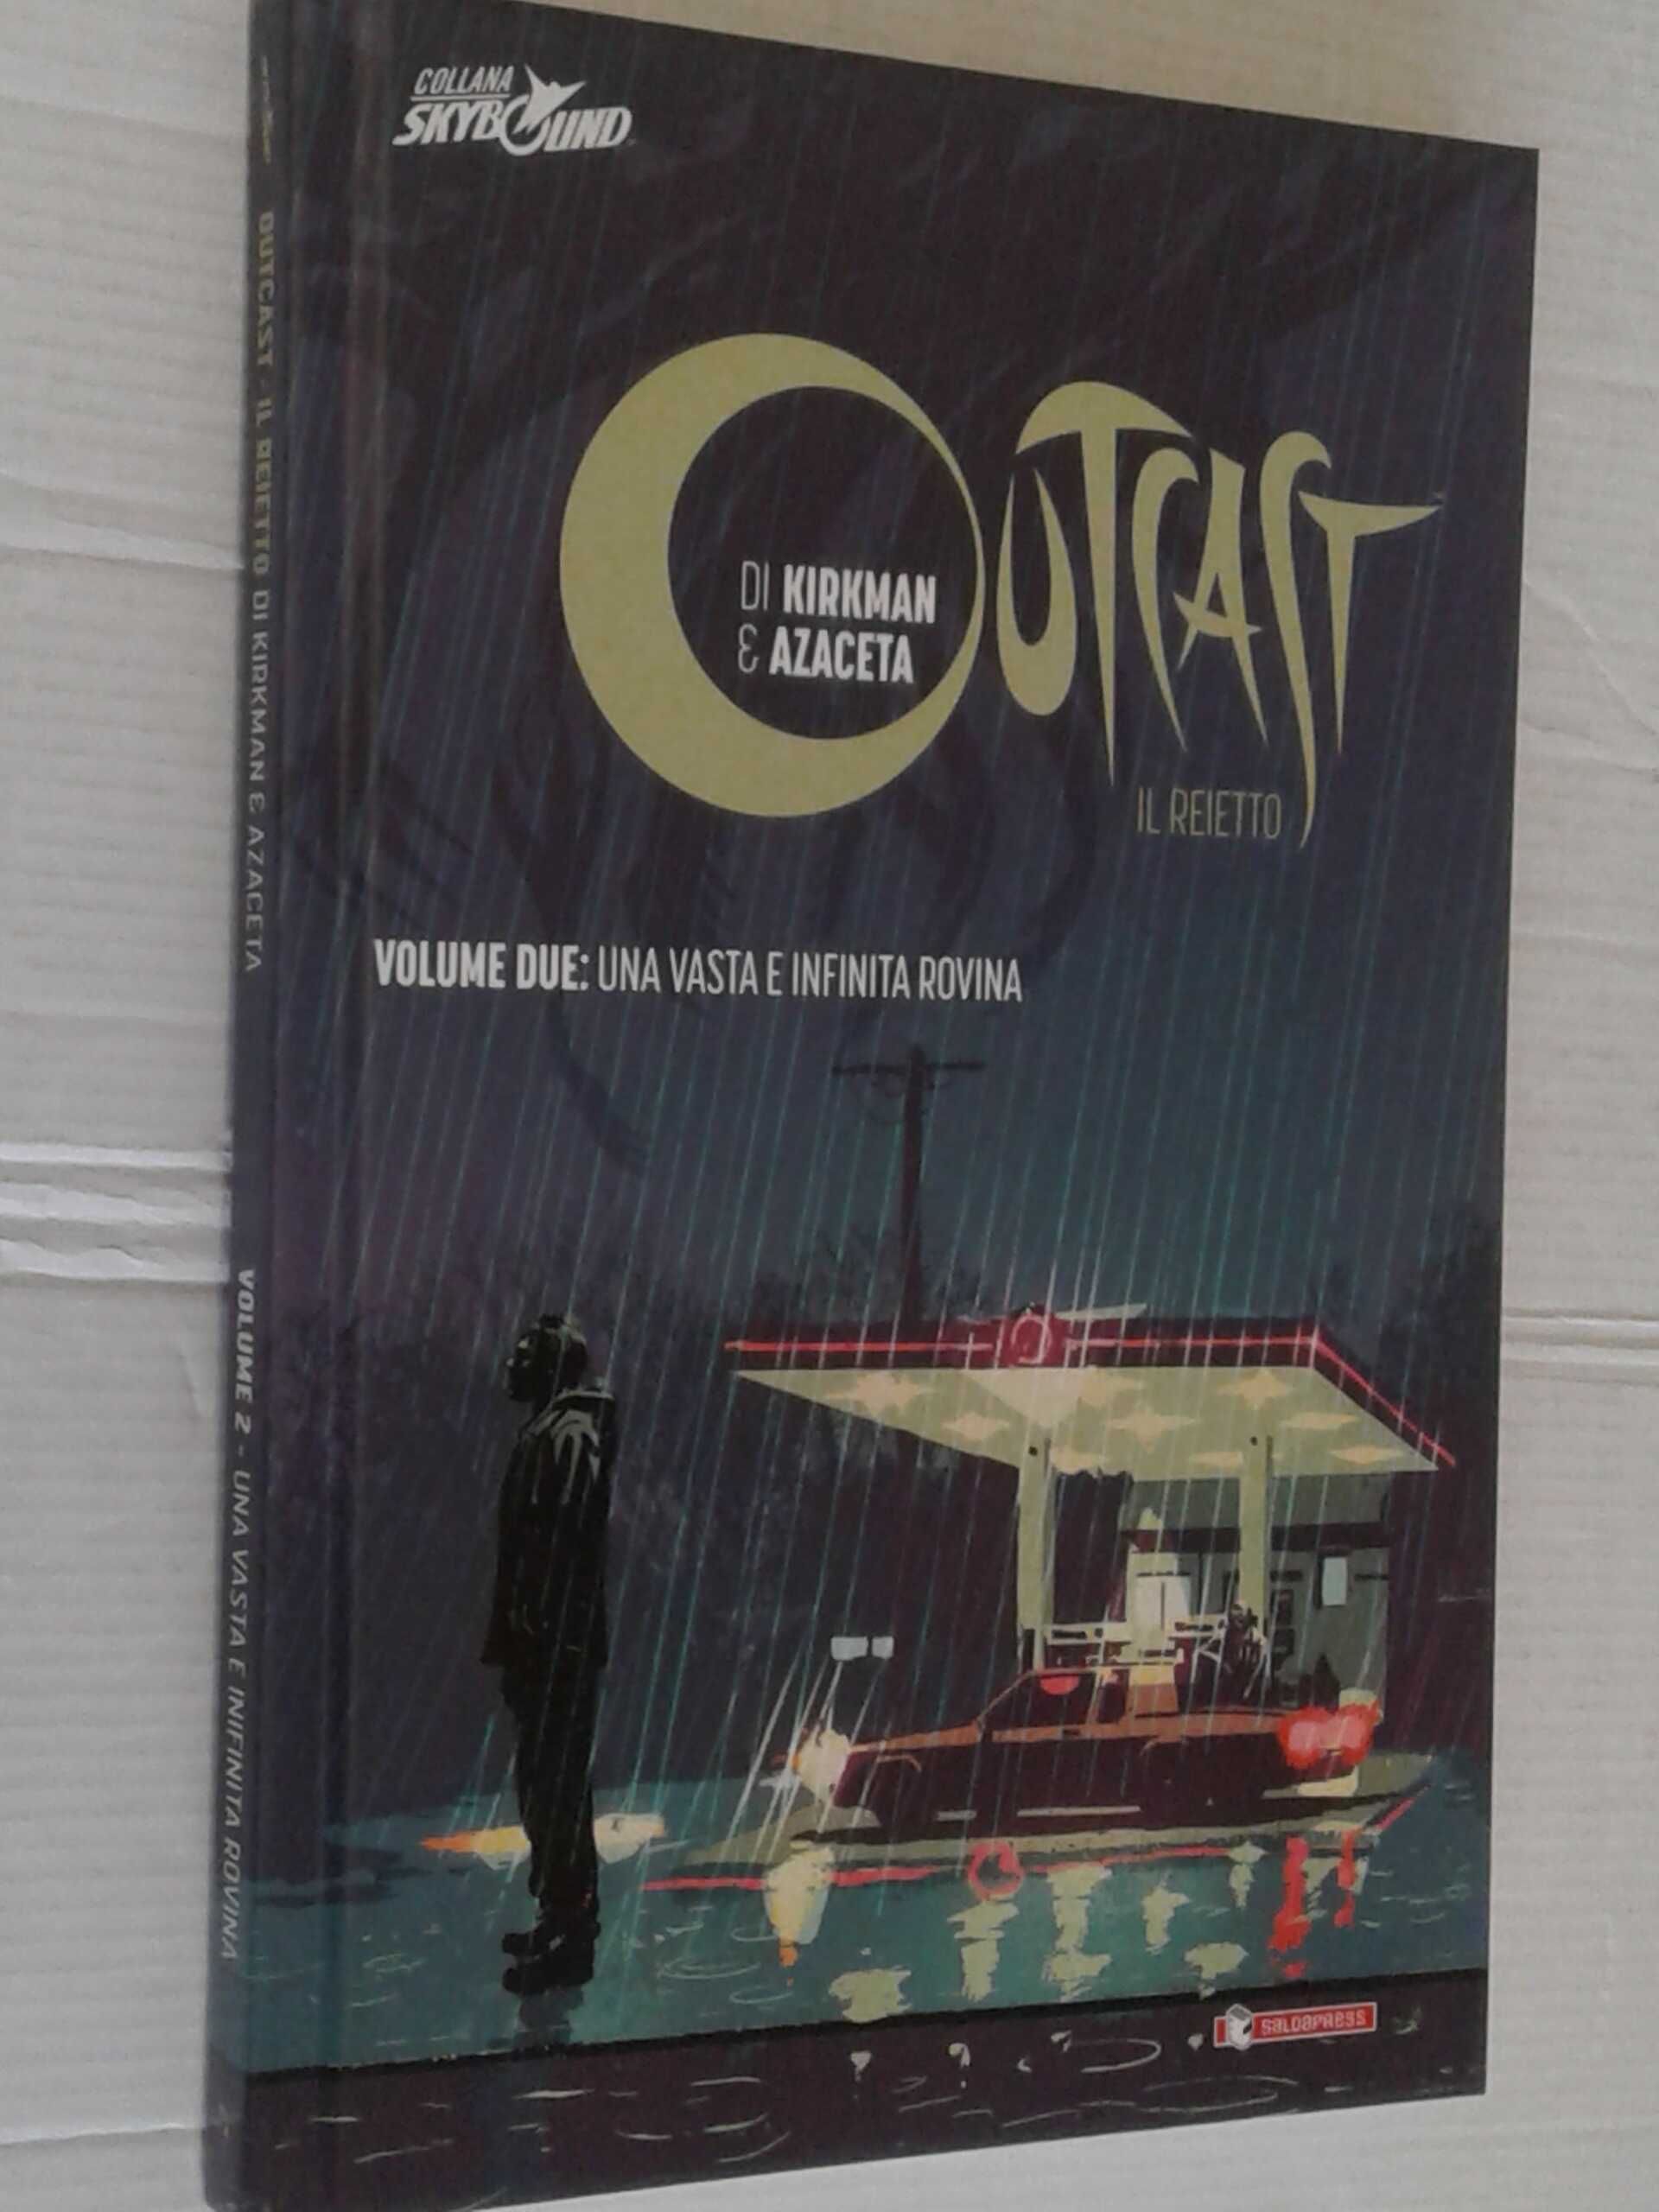 COLLANA
SKYBOUND
OUTCAST
DI KIRKMAN
& AZACETA
IL REIETTO
VOLUME DUE: UNA VASTA E INFINITA ROVINA
SALDAPRESS
OUTCAST - IL REIETTO DI KIRKMAN & AZACETA
VOLUME 2 - UNA VASTA E INIFINITA ROVINA